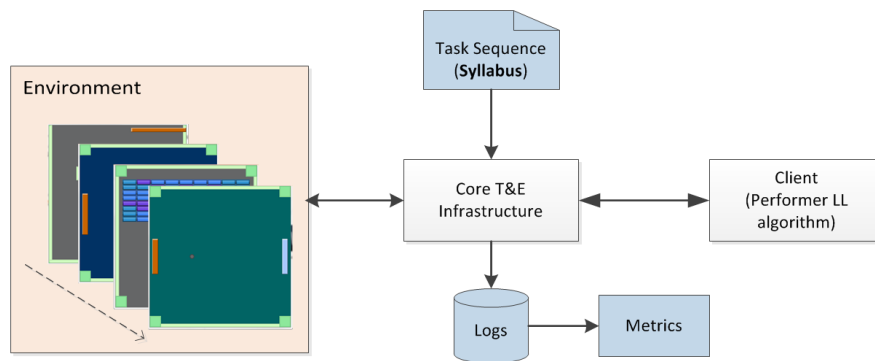 Task Sequence
(Syllabus)
Environment
Core T&E
Infrastructure
Client
(Performer LL
algorithm)
Logs
Metrics